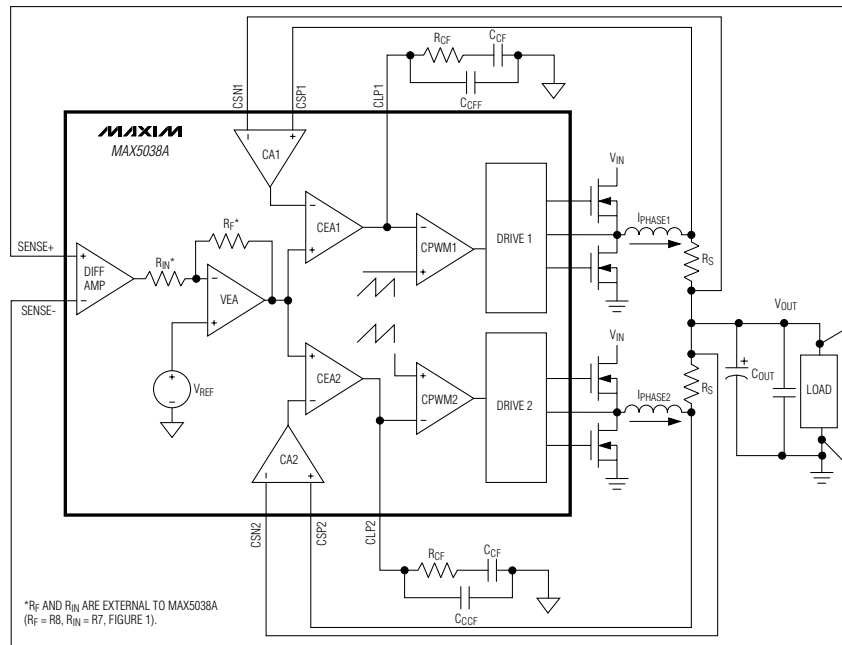 CSN1
CSP1
CLP1
RCF
CCF
CCFF
MAXIM
MAX5038A
CA1
VIN
SENSE+
DIFF
AMP
RIN*
RF*
VEA
CEA1
CPWM1
DRIVE 1
IPHASE1
RS
SENSE-
VREF
CEA2
CPWM2
DRIVE 2
VIN
IPHASE2
RS
VOUT
COUT
LOAD
CA2
CSN2
CSP2
CLP2
RCF
CCF
CCCF
*RF AND RIN ARE EXTERNAL TO MAX5038A
(RF = R8, RIN = R7, FIGURE 1).